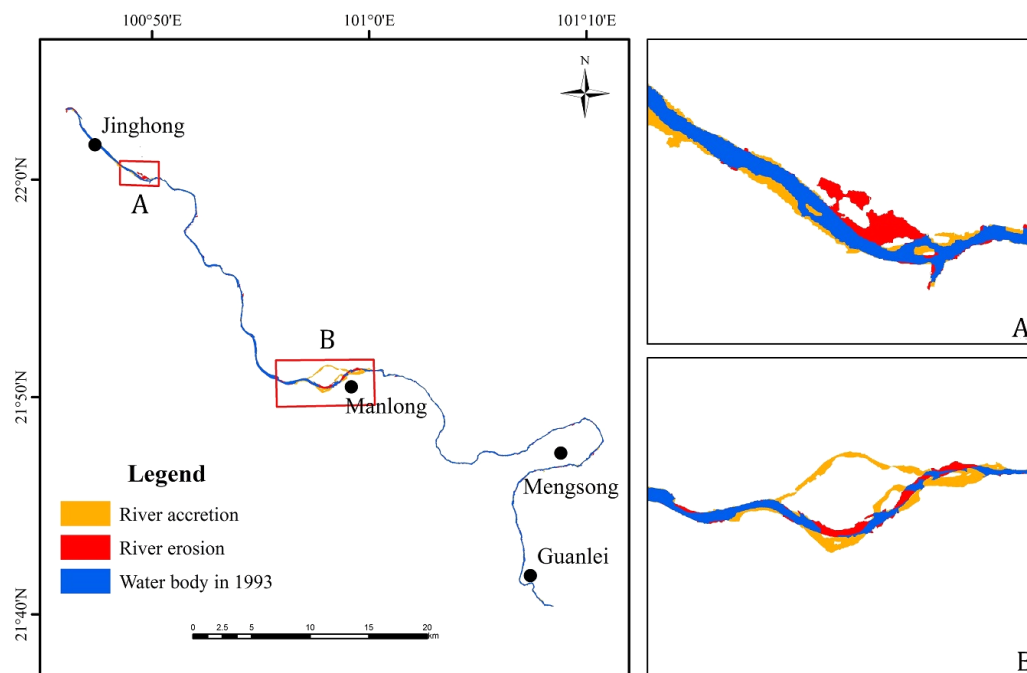 100°50'E
101°0'E
101°10'E
N
Jinghong
22°0'N
A
B
Manlong
21°50'N
Legend
River accretion
River erosion
Water body in 1993
Mengsong
Guanlei
21°40'N
0 2.5 5 10 15 20
km
A